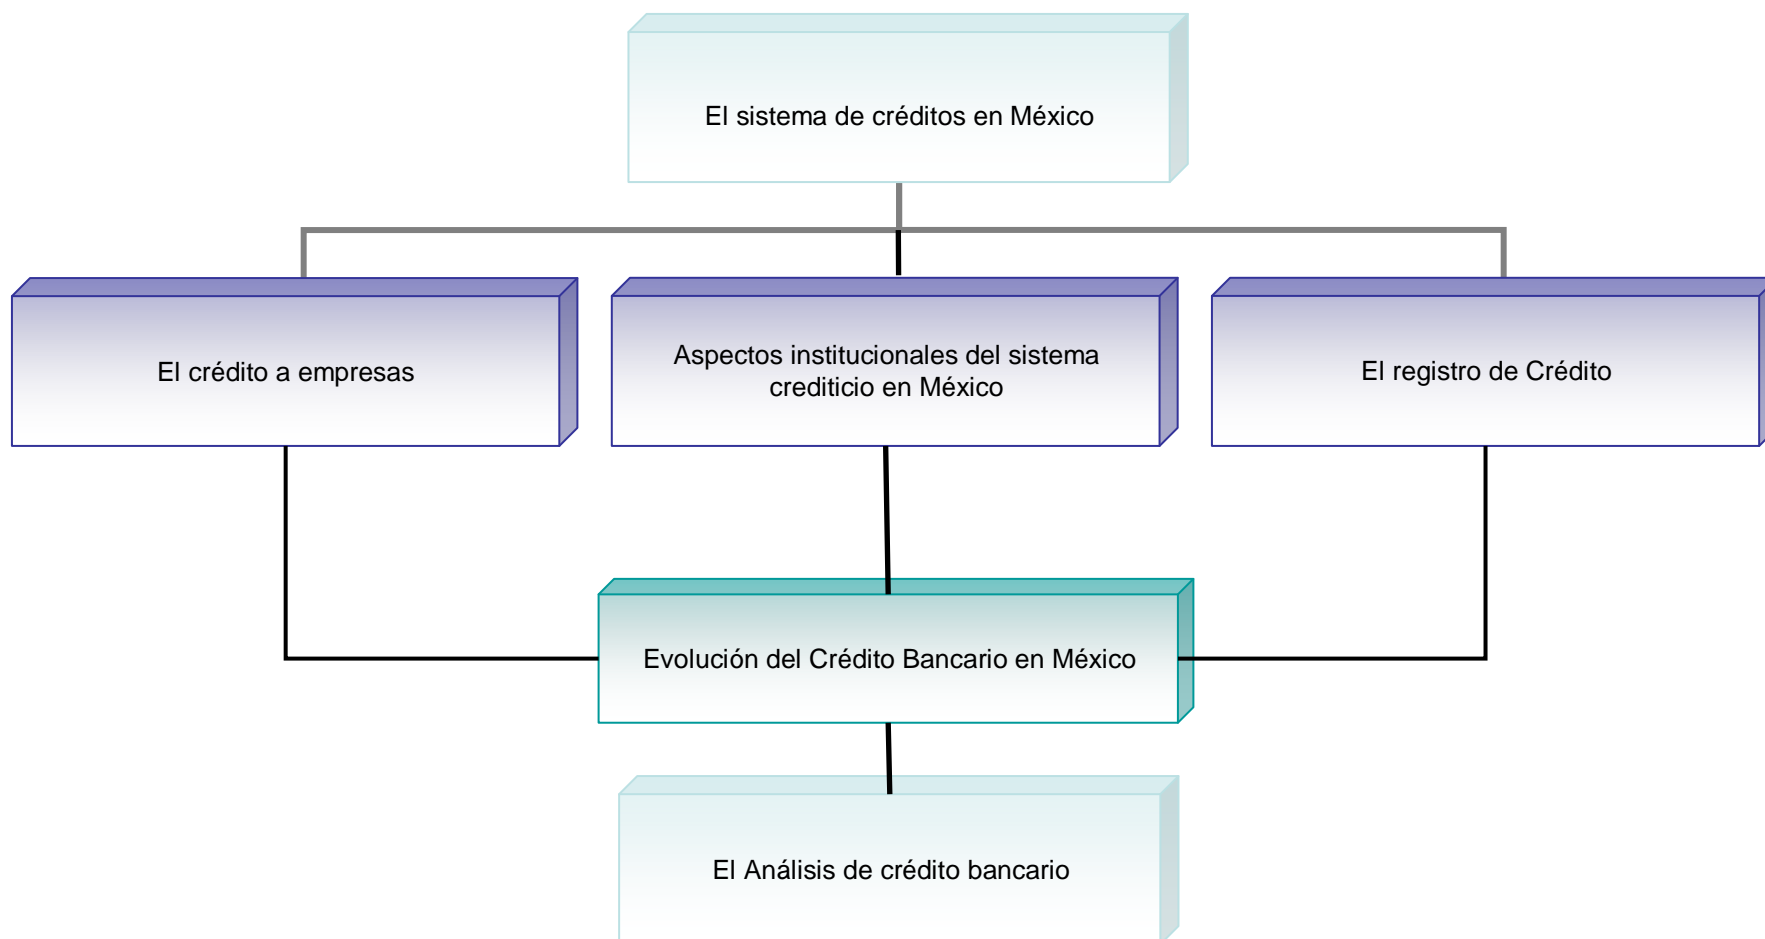 El sistema de créditos en México
El crédito a empresas
Aspectos institucionales del sistema
crediticio en México
El registro de Crédito
Evolución del Crédito Bancario en México
El Análisis de crédito bancario